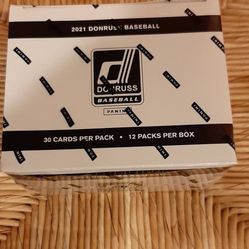 2021 DONRUSS BASEBALL
DONRUSS
BASEBALL
PANINI
30 CARDS PER PACK • 12 PACKS PER BOX